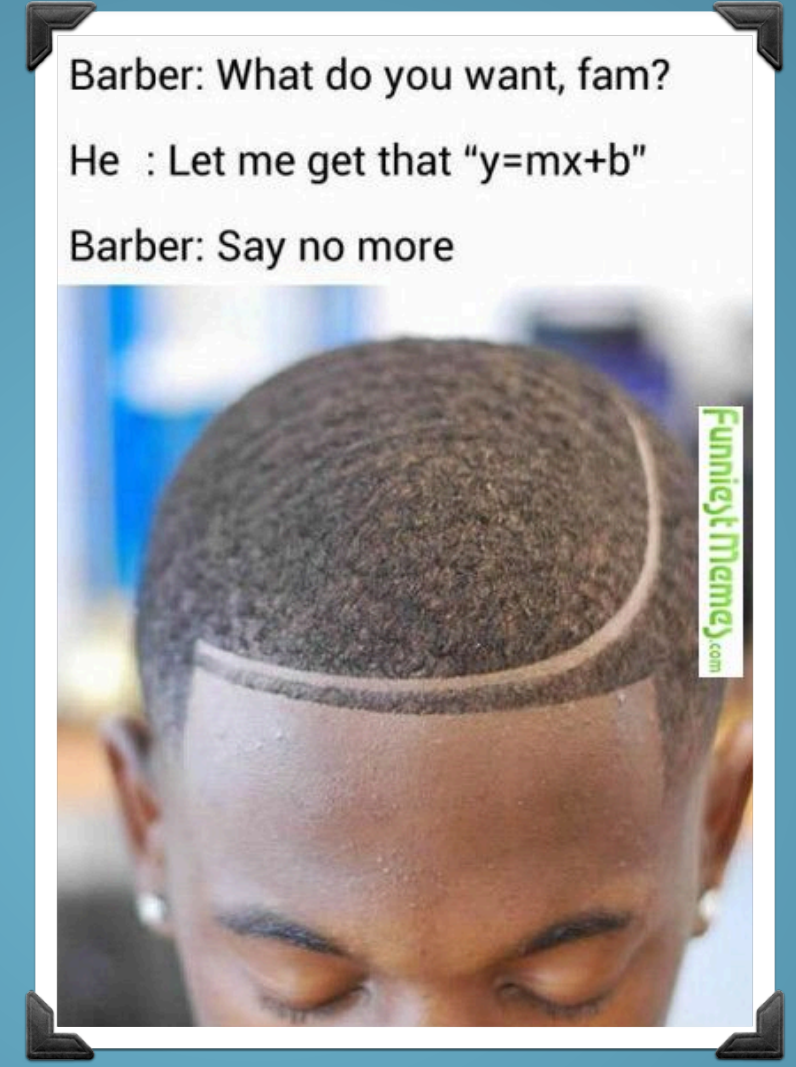 Barber: What do you want, fam?
He : Let me get that “y=mx+b”
Barber: Say no more
FunniestMemes.com